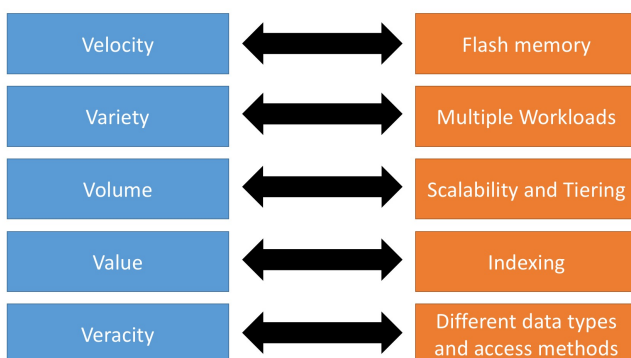 Velocity
Flash memory
Variety
Multiple Workloads
Volume
Scalability and Tiering
Value
Indexing
Veracity
Different data types
and access methods